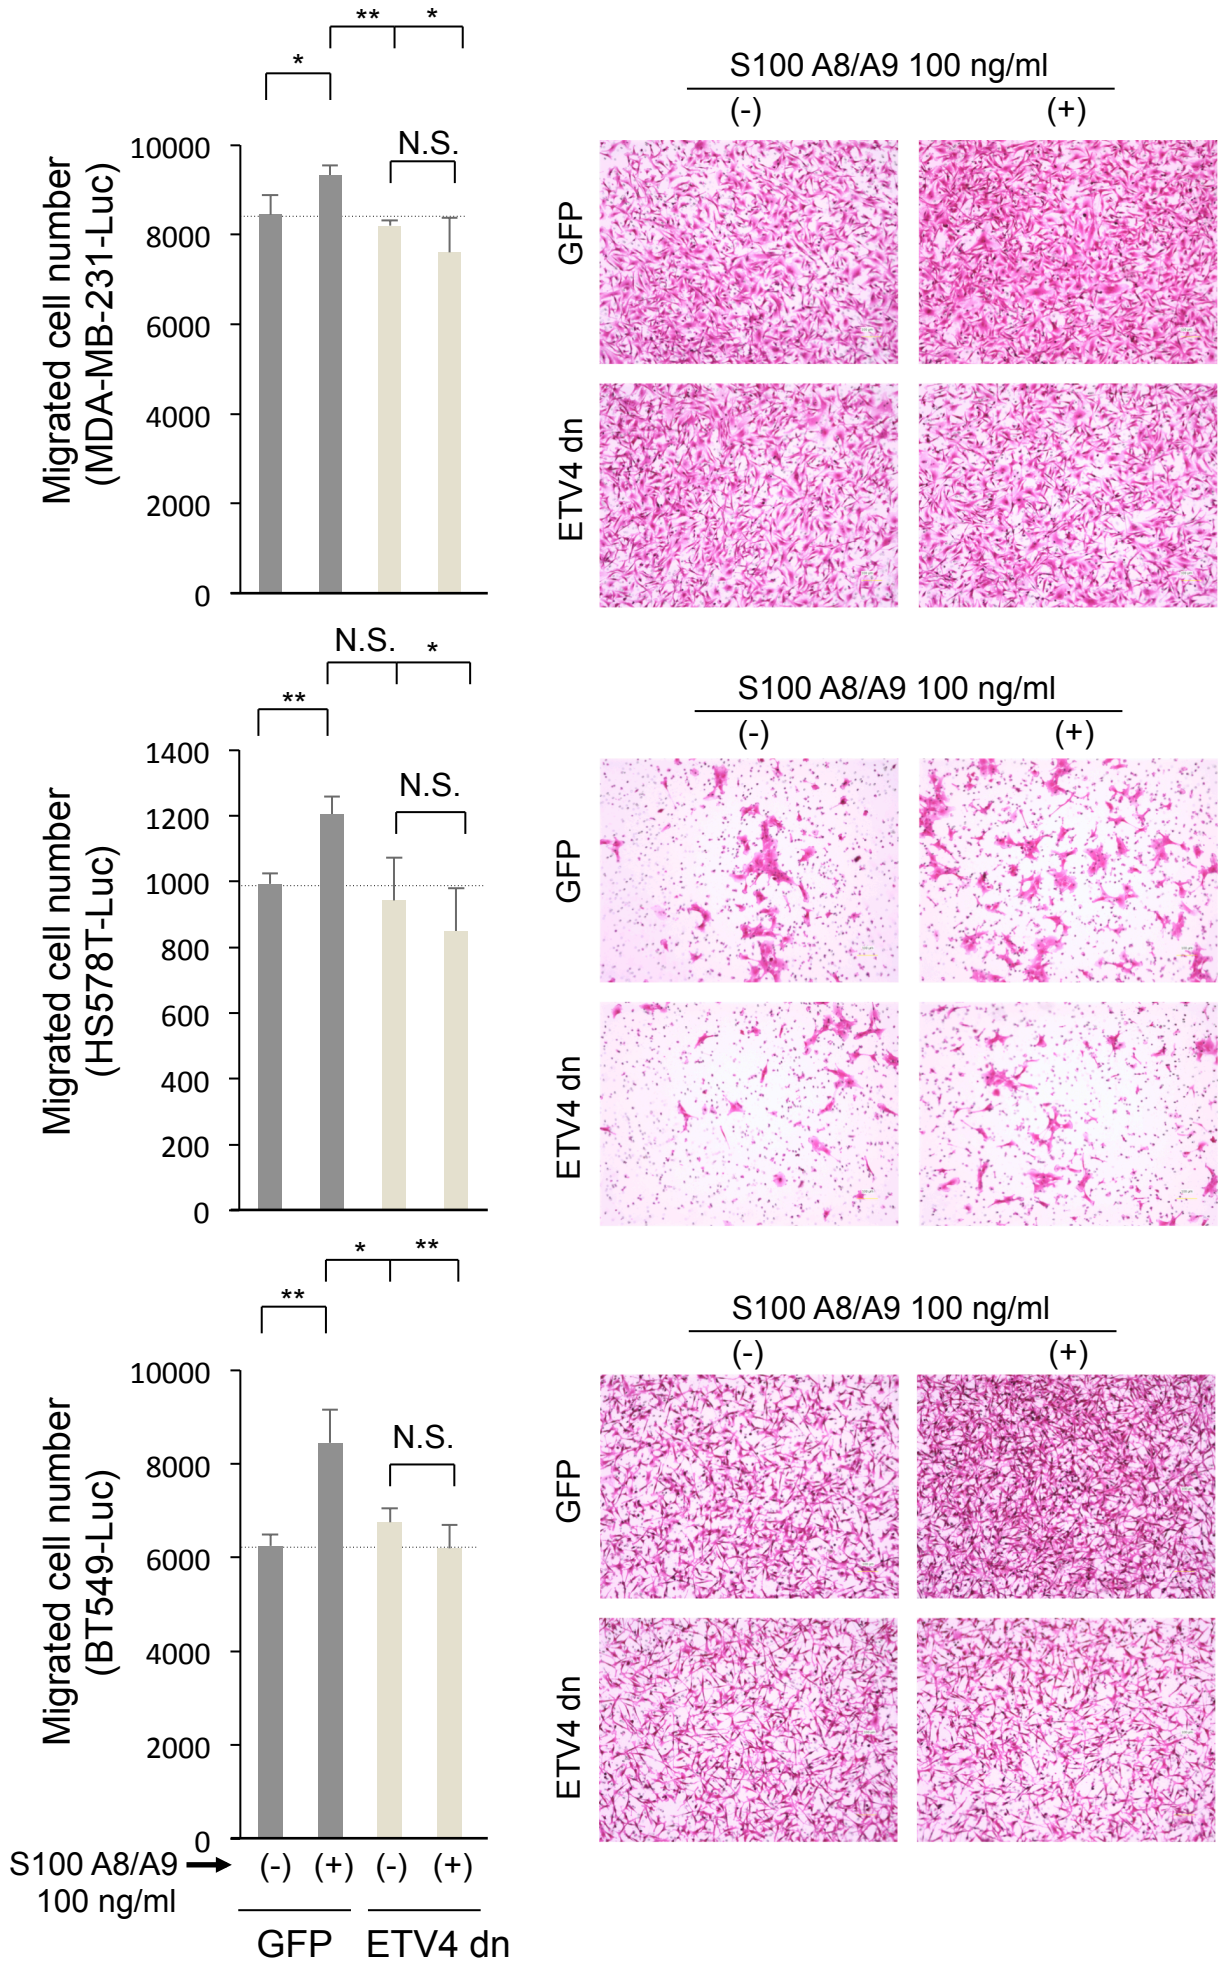 ** *
*
N.S.
Migrated cell number
(MDA-MB-231-Luc)
10000
8000
6000
4000
2000
0
S100 A8/A9 100 ng/ml
(-) (+)
GFP
ETV4 dn
N.S. *
**
N.S.
Migrated cell number
(HS578T-Luc)
1400
1200
1000
800
600
400
200
0
S100 A8/A9 100 ng/ml
(-) (+)
GFP
ETV4 dn
* **
**
N.S.
Migrated cell number
(BT549-Luc)
10000
8000
6000
4000
2000
0
S100 A8/A9
100 ng/ml
(-) (+) (-) (+)
GFP ETV4 dn
S100 A8/A9 100 ng/ml
(-) (+)
GFP
ETV4 dn